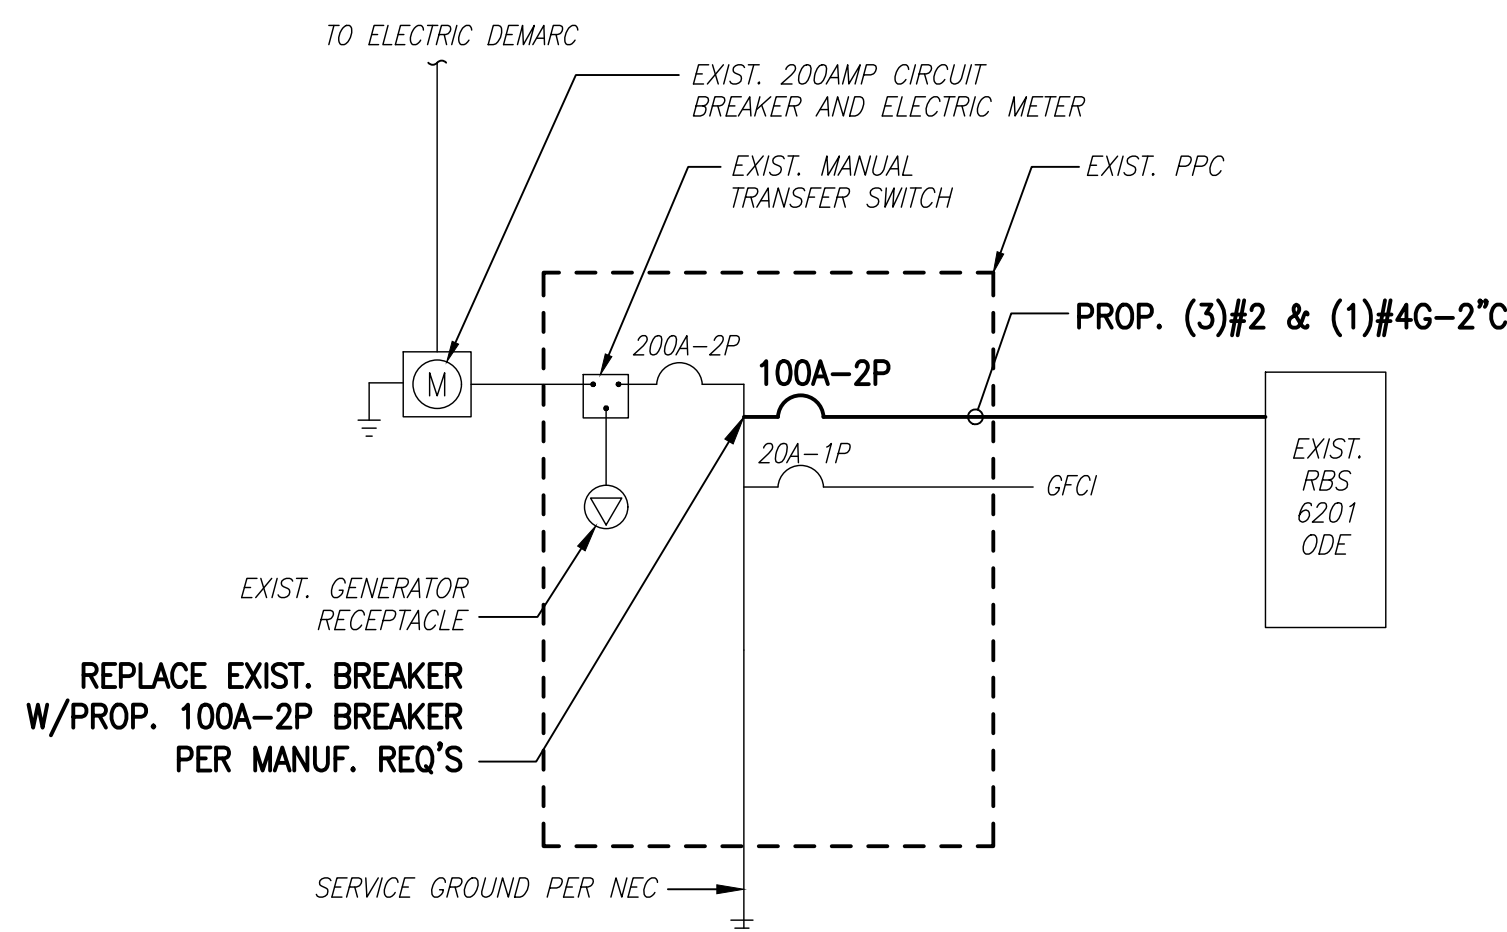 TO ELECTRIC DEMARC
EXIST. 200AMP CIRCUIT
BREAKER AND ELECTRIC METER
EXIST. MANUAL
TRANSFER SWITCH
EXIST. PPC
PROP. (3)#2 & (1)#4G-2"C
200A-2P
100A-2P
M
20A-1P
GFCI
EXIST.
RBS
6201
ODE
EXIST. GENERATOR
RECEPTACLE
REPLACE EXIST. BREAKER
W/PROP. 100A-2P BREAKER
PER MANUF. REQ'S
SERVICE GROUND PER NEC